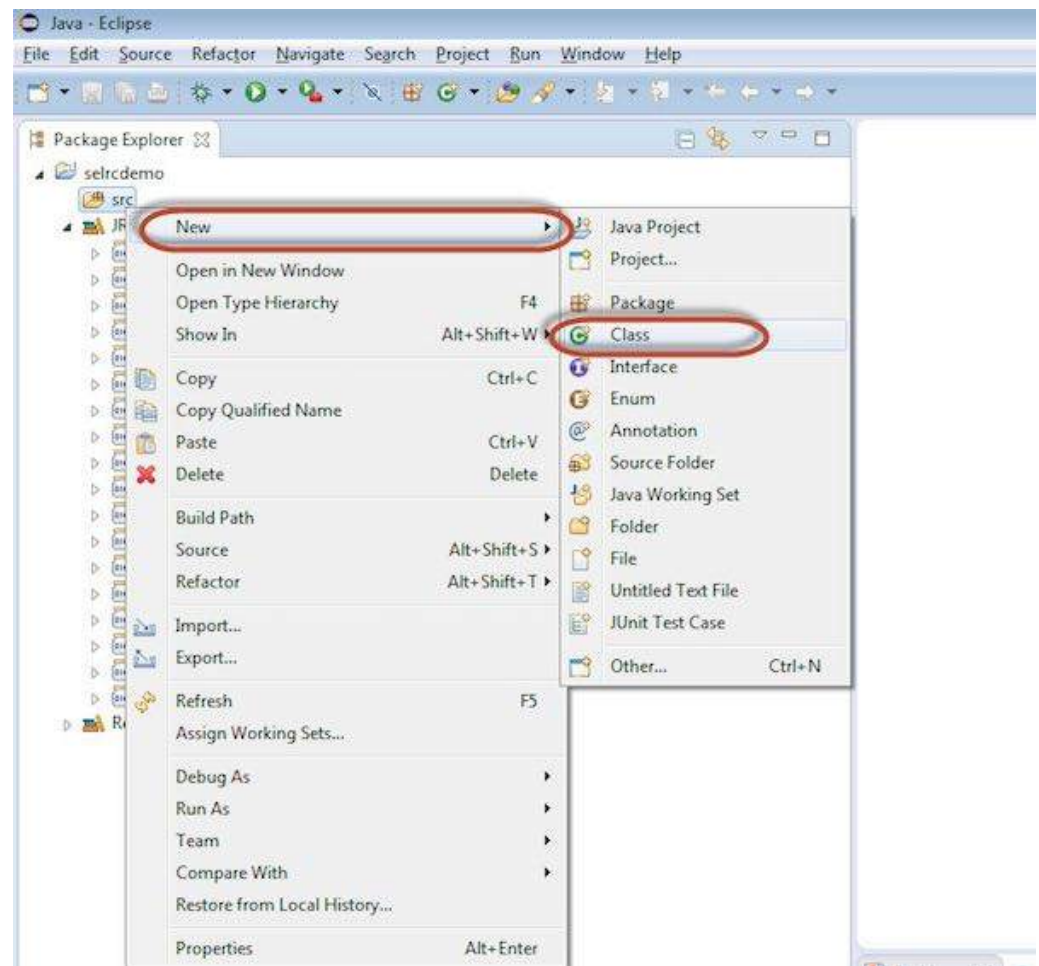 Java - Eclipse
File Edit Source Refactor Navigate Search Project Run Window Help
Package Explorer
selrcdemo
src
JR
New
Open in New Window
Open Type Hierarchy F4
Show In Alt+Shift+W
Copy Ctrl+C
Copy Qualified Name
Paste Ctrl+V
Delete Delete
Build Path
Source Alt+Shift+S
Refactor Alt+Shift+T
Import...
Export...
Refresh F5
Assign Working Sets...
Debug As
Run As
Team
Compare With
Restore from Local History...
Properties Alt+Enter
Java Project
Project...
Package
Class
Interface
Enum
Annotation
Source Folder
Java Working Set
Folder
File
Untitled Text File
JUnit Test Case
Other... Ctrl+N